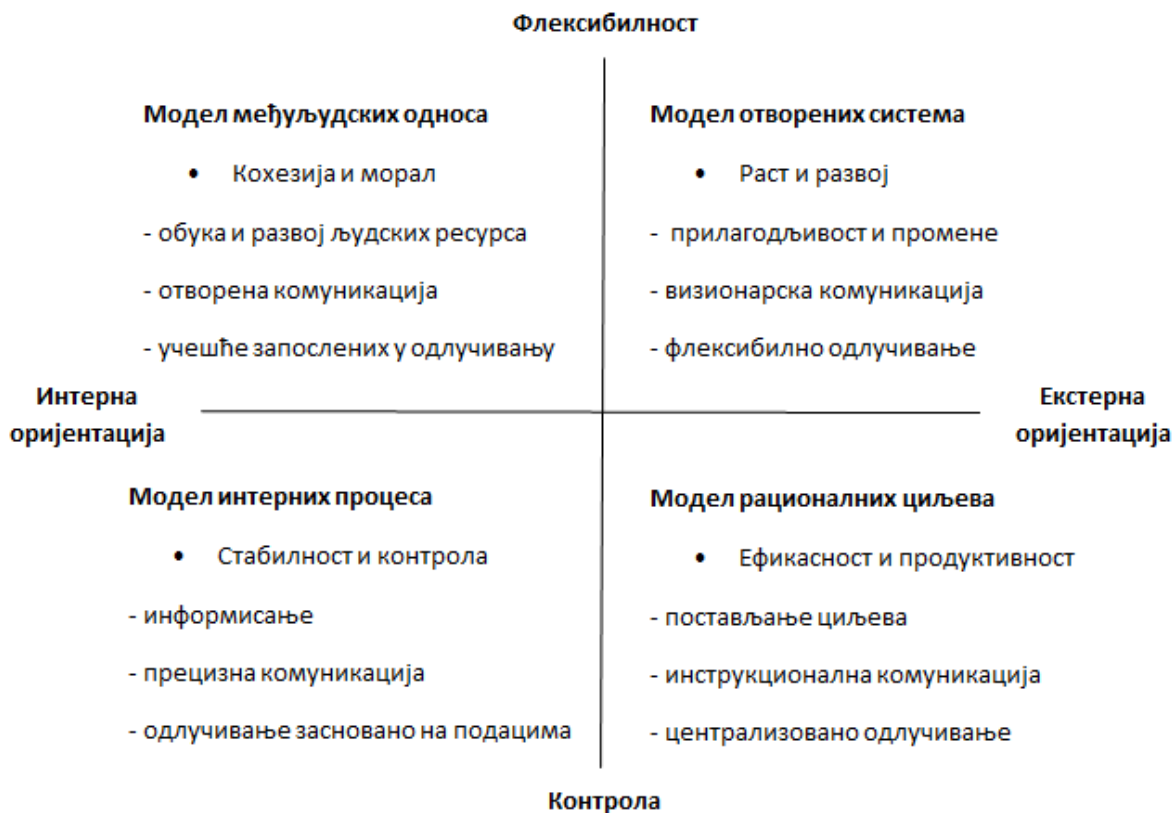 Флексибилност
Модел међуљудских односа
• Кохезија и морал
- обука и развој људских ресурса
- отворена комуникација
- учешће запослених у одлучивању
Модел отворених система
• Раст и развој
- прилагодљивост и промене
- визионарска комуникација
- флексибилно одлучивање
Интерна
оријентација
Екстерна
оријентација
Модел интерних процеса
• Стабилност и контрола
- информисање
- прецизна комуникација
- одлучивање засновано на подацима
Модел рационалних циљева
• Ефикасност и продуктивност
- постављање циљева
- инструкционална комуникација
- централизовано одлучивање
Контрола